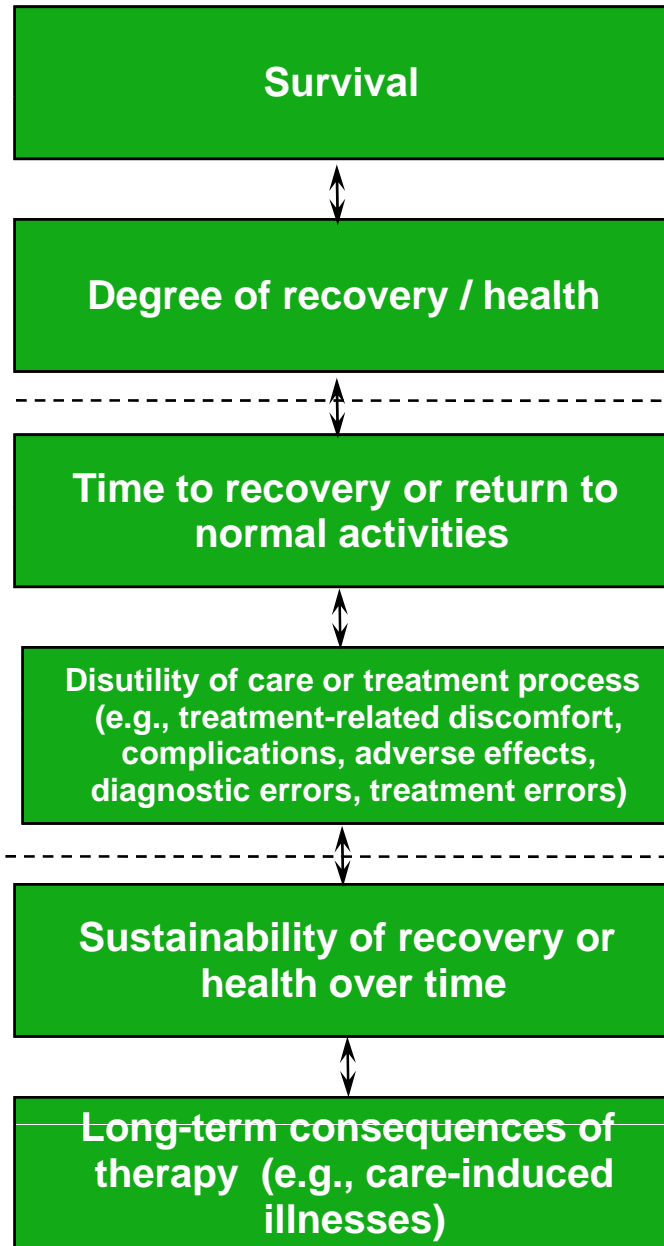 Survival
Degree of recovery / health
Time to recovery or return to
normal activities
Disutility of care or treatment process
(e.g., treatment-related discomfort,
complications, adverse effects,
diagnostic errors, treatment errors)
Sustainability of recovery or
health over time
Long-term consequences of
therapy (e.g., care-induced
illnesses)